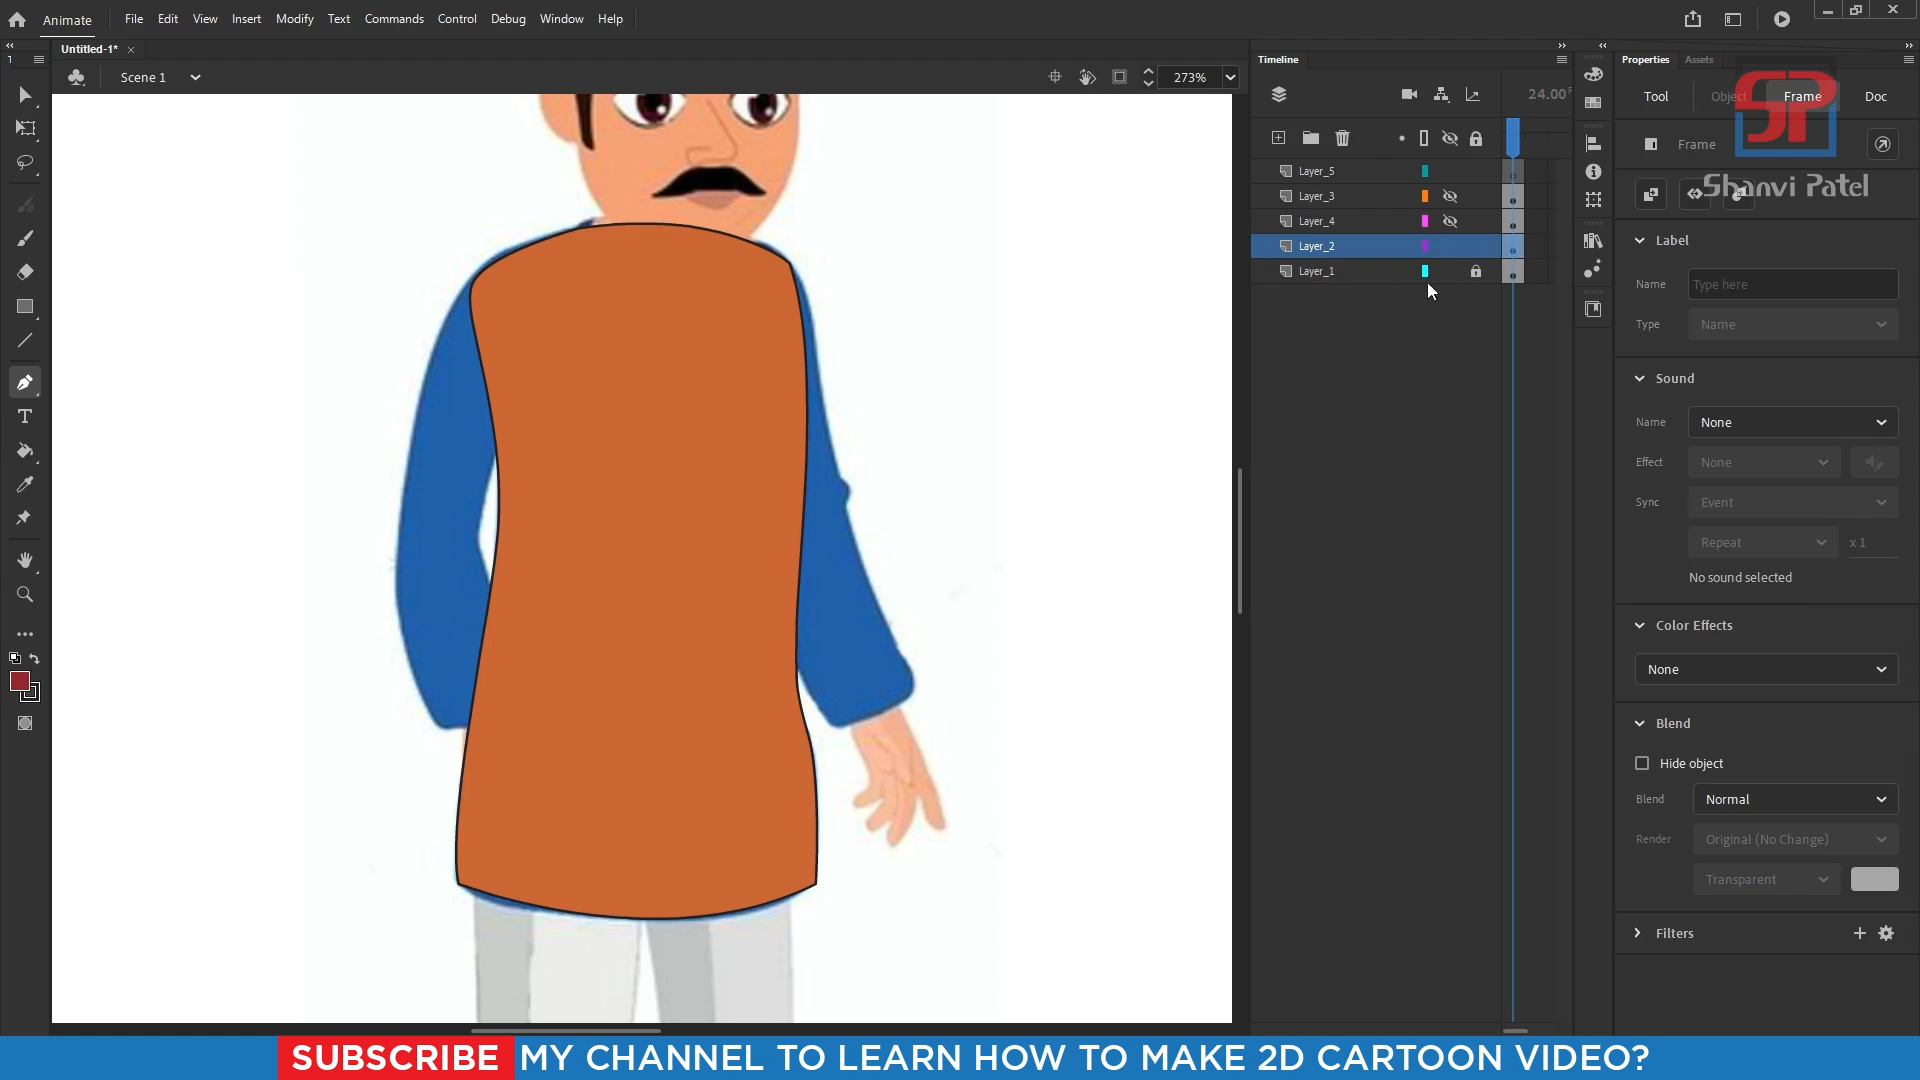 Animate
File Edit View Insert Modify Text Commands Control Debug Window Help
Untitled-1*
Scene 1
273%
Timeline
24.00
Layer_5
Layer_3
Layer_4
Layer_2
Layer_1
Properties Assets
Tool Object Frame Doc
SP
Shanvi Patel
Frame
Label
Name Type here
Type Name
Sound
Name None
Effect None
Sync Event
Repeat x 1
No sound selected
Color Effects
None
Blend
Hide object
Blend Normal
Render Original (No Change)
Transparent
Filters
SUBSCRIBE MY CHANNEL TO LEARN HOW TO MAKE 2D CARTOON VIDEO?